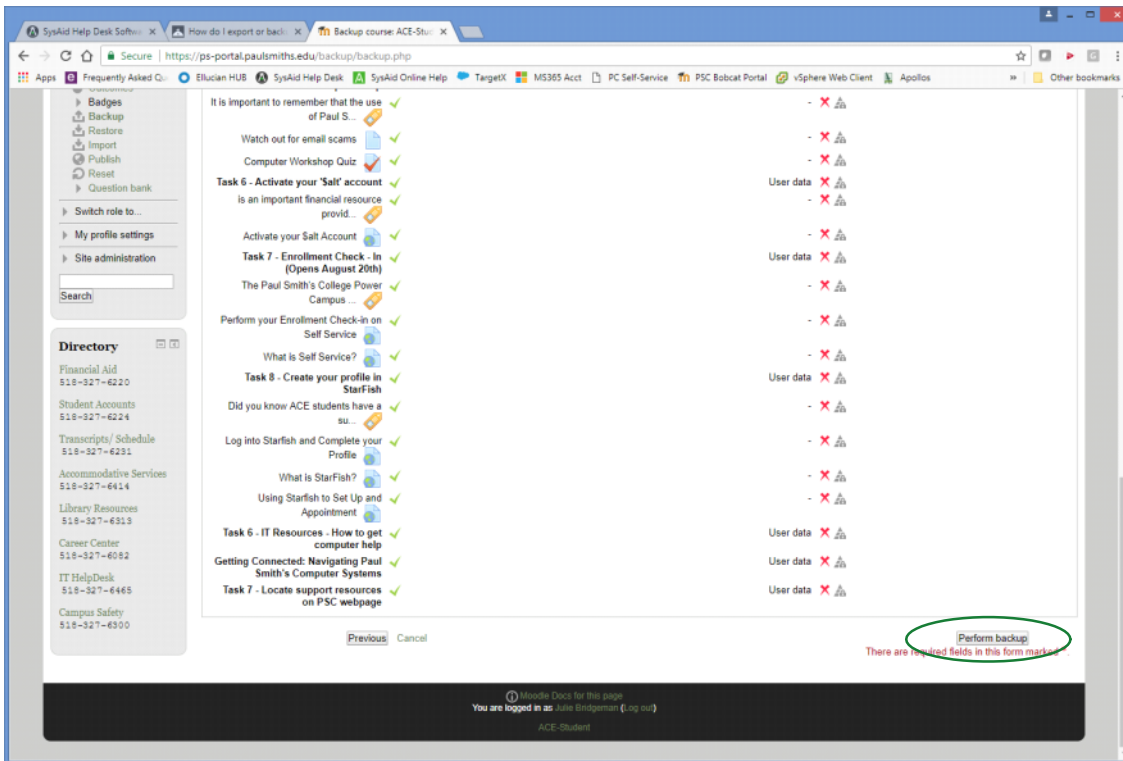 SysAid Help Desk Softw
How do I export or back
Backup course: ACE-Stud
Secure
https://ps-portal.paulsmiths.edu/backup/backup.php
Apps
Frequently Asked Qu
Ellucian HUB
SysAid Help Desk
SysAid Online Help
TargetX
MS365 Acct
PC Self-Service
PSC Bobcat Portal
vSphere Web Client
Apollos
»
Other bookmarks
Outcomes
Badges
Backup
Restore
Import
Publish
Reset
Question bank
Switch role to...
My profile settings
Site administration
Search
Directory
Financial Aid
518-327-6220
Student Accounts
518-327-6224
Transcripts/ Schedule
518-327-6231
Accommodative Services
518-327-6414
Library Resources
518-327-6313
Career Center
518-327-6082
IT HelpDesk
518-327-6465
Campus Safety
518-327-6300
It is important to remember that the use
of Paul S...
-
Watch out for email scams
-
Computer Workshop Quiz
-
Task 6 - Activate your '$alt' account
User data
is an important financial resource
provid...
-
Activate your $alt Account
-
Task 7 - Enrollment Check - In
(Opens August 20th)
User data
The Paul Smith's College Power
Campus ...
-
Perform your Enrollment Check-in on
Self Service
-
What is Self Service?
-
Task 8 - Create your profile in
StarFish
User data
Did you know ACE students have a
su...
-
Log into Starfish and Complete your
Profile
-
What is StarFish?
-
Using Starfish to Set Up and
Appointment
-
Task 6 - IT Resources - How to get
computer help
User data
Getting Connected: Navigating Paul
Smith's Computer Systems
User data
Task 7 - Locate support resources
on PSC webpage
User data
Previous
Cancel
Perform backup
There are required fields in this form marked * .
Moodle Docs for this page
You are logged in as Julie Bridgeman (Log out)
ACE-Student